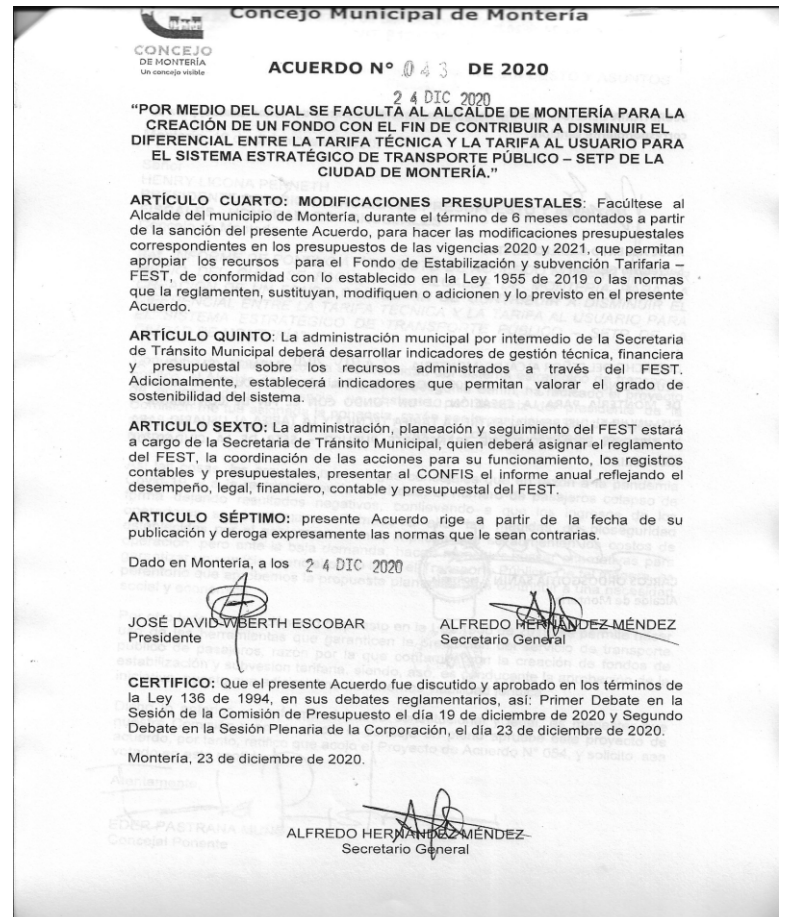 Concejo Municipal de Montería
CONCEJO
DE MONTERÍA
Un concejo visible
ACUERDO Nº 043 DE 2020
24 DIC 2020
“POR MEDIO DEL CUAL SE FACULTA AL ALCALDE DE MONTERÍA PARA LA
CREACIÓN DE UN FONDO CON EL FIN DE CONTRIBUIR A DISMINUIR EL
DIFERENCIAL ENTRE LA TARIFA TÉCNICA Y LA TARIFA AL USUARIO PARA
EL SISTEMA ESTRATÉGICO DE TRANSPORTE PÚBLICO – SETP DE LA
CIUDAD DE MONTERÍA.”
ARTÍCULO CUARTO: MODIFICACIONES PRESUPUESTALES: Facúltese al
Alcalde del municipio de Montería, durante el término de 6 meses contados a partir
de la sanción del presente Acuerdo, para hacer las modificaciones presupuestales
correspondientes en los presupuestos de las vigencias 2020 y 2021, que permitan
apropiar los recursos para el Fondo de Estabilización y subvención Tarifaria –
FEST, de conformidad con lo establecido en la Ley 1955 de 2019 o las normas
que la reglamenten, sustituyan, modifiquen o adicionen y lo previsto en el presente
Acuerdo.
ARTÍCULO QUINTO: La administración municipal por intermedio de la Secretaria
de Tránsito Municipal deberá desarrollar indicadores de gestión técnica, financiera
y presupuestal sobre los recursos administrados a través del FEST.
Adicionalmente, establecerá indicadores que permitan valorar el grado de
sostenibilidad del sistema.
ARTICULO SEXTO: La administración, planeación y seguimiento del FEST estará
a cargo de la Secretaria de Tránsito Municipal, quien deberá asignar el reglamento
del FEST, la coordinación de las acciones para su funcionamiento, los registros
contables y presupuestales, presentar al CONFIS el informe anual reflejando el
desempeño, legal, financiero, contable y presupuestal del FEST.
ARTICULO SÉPTIMO: presente Acuerdo rige a partir de la fecha de su
publicación y deroga expresamente las normas que le sean contrarias.
Dado en Montería, a los 24 DIC 2020
JOSÉ DAVID WBERTH ESCOBAR ALFREDO HERNÁNDEZ MÉNDEZ
Presidente Secretario General
CERTIFICO: Que el presente Acuerdo fue discutido y aprobado en los términos de
la Ley 136 de 1994, en sus debates reglamentarios, así: Primer Debate en la
Sesión de la Comisión de Presupuesto el día 19 de diciembre de 2020 y Segundo
Debate en la Sesión Plenaria de la Corporación, el día 23 de diciembre de 2020.
Montería, 23 de diciembre de 2020.
ALFREDO HERNÁNDEZ MÉNDEZ
Secretario General